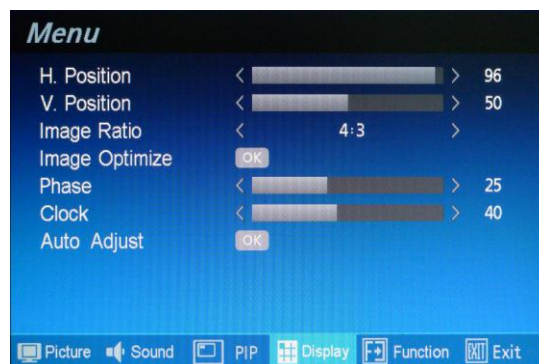 Menu
H. Position 96
V. Position 50
Image Ratio 4:3
Image Optimize OK
Phase 25
Clock 40
Auto Adjust OK
Picture Sound PIP Display Function EXIT Exit